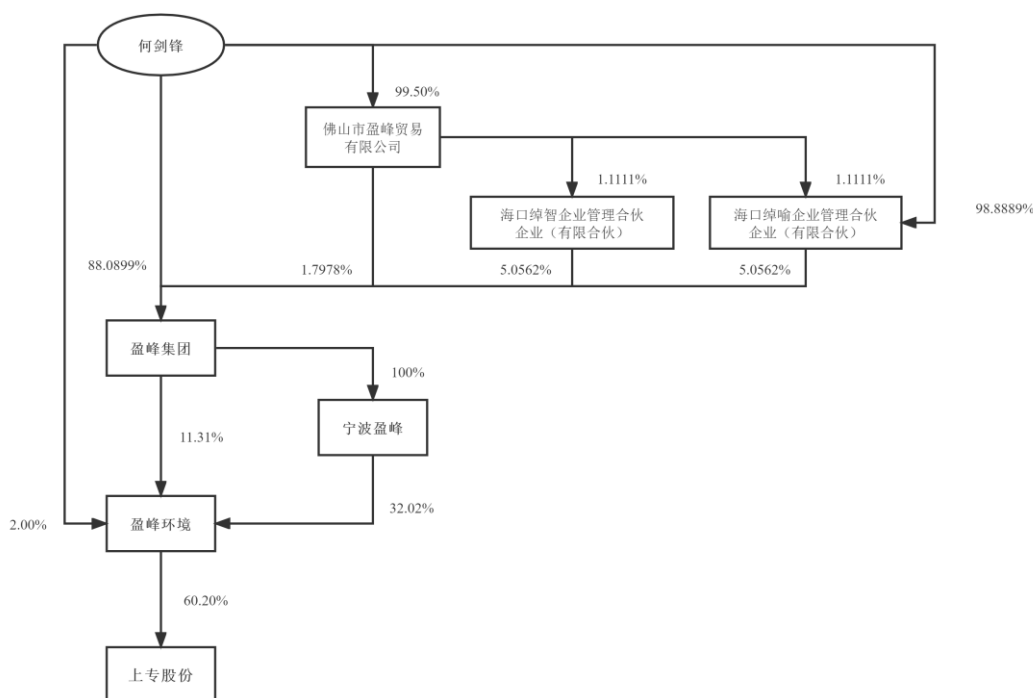 何剑锋
99.50%
佛山市盈峰贸易
有限公司
1.1111%
1.1111%
海口绰智企业管理合伙
企业（有限合伙）
海口绰喻企业管理合伙
企业（有限合伙）
98.8889%
88.0899%
1.7978%
5.0562%
5.0562%
盈峰集团
100%
宁波盈峰
11.31%
32.02%
盈峰环境
2.00%
60.20%
上专股份